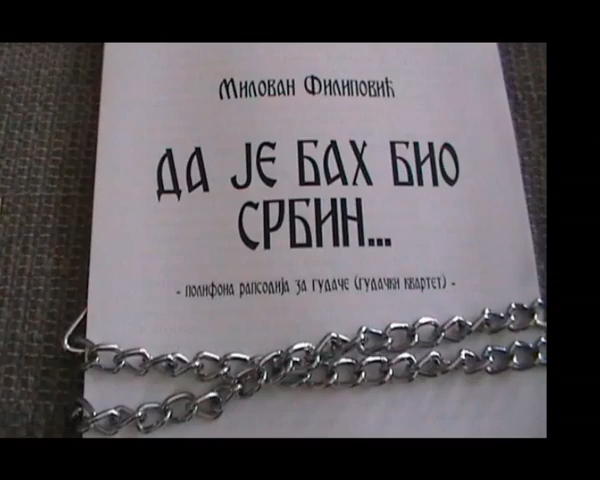 Милован Филиповић
ДА ЈЕ БАХ БИО
СРБИН...
- полифона рапсодија за гудаче (гудачки квартет) -